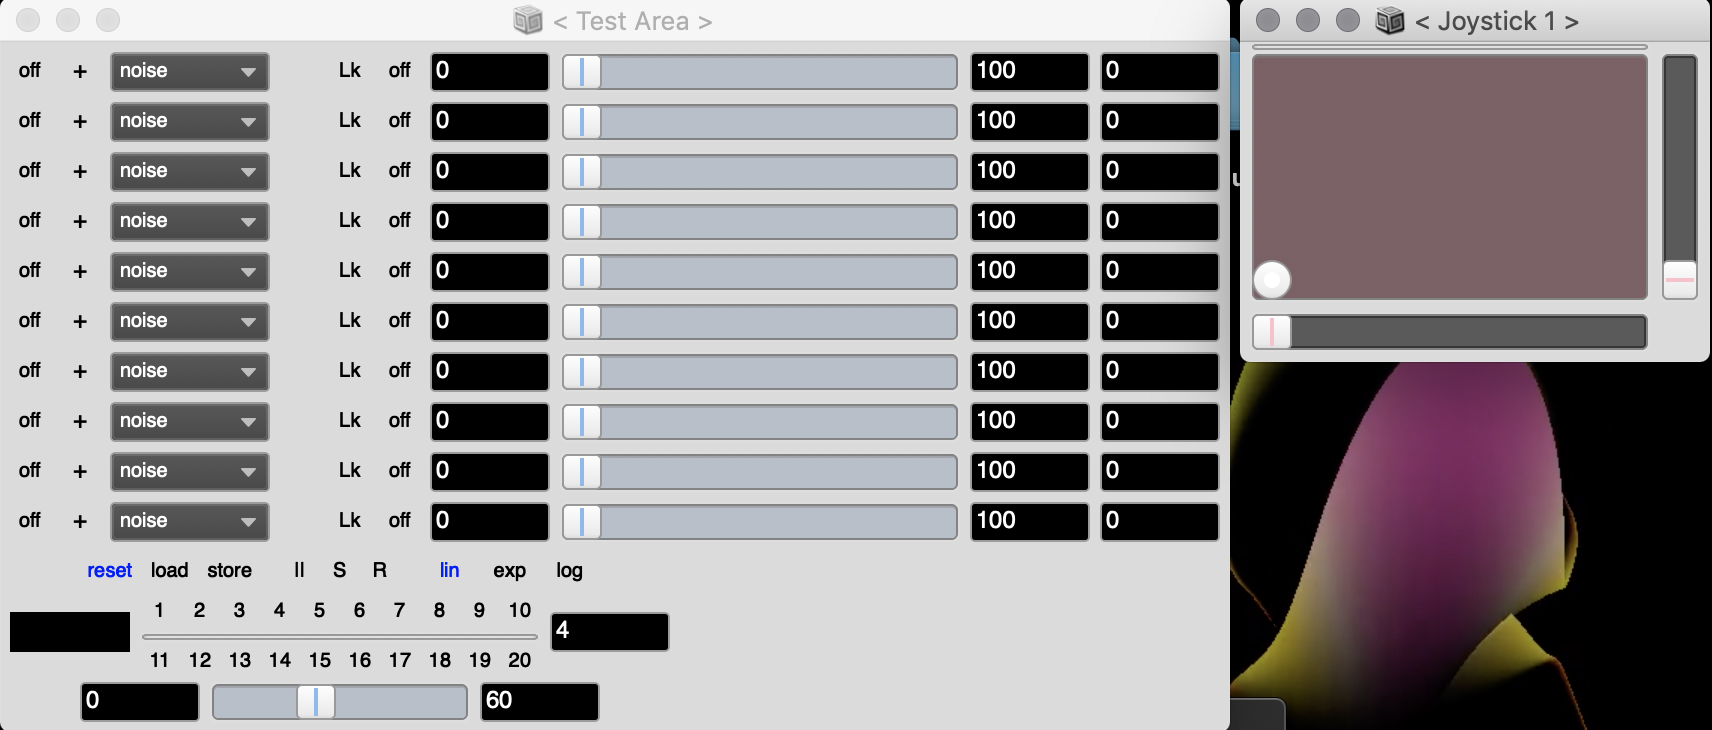 < Test Area >
< Joystick 1 >
off + noise Lk off 0 100 0
off + noise Lk off 0 100 0
off + noise Lk off 0 100 0
off + noise Lk off 0 100 0
off + noise Lk off 0 100 0
off + noise Lk off 0 100 0
off + noise Lk off 0 100 0
off + noise Lk off 0 100 0
off + noise Lk off 0 100 0
off + noise Lk off 0 100 0
reset load store II S R lin exp log
1 2 3 4 5 6 7 8 9 10
4
11 12 13 14 15 16 17 18 19 20
0 60